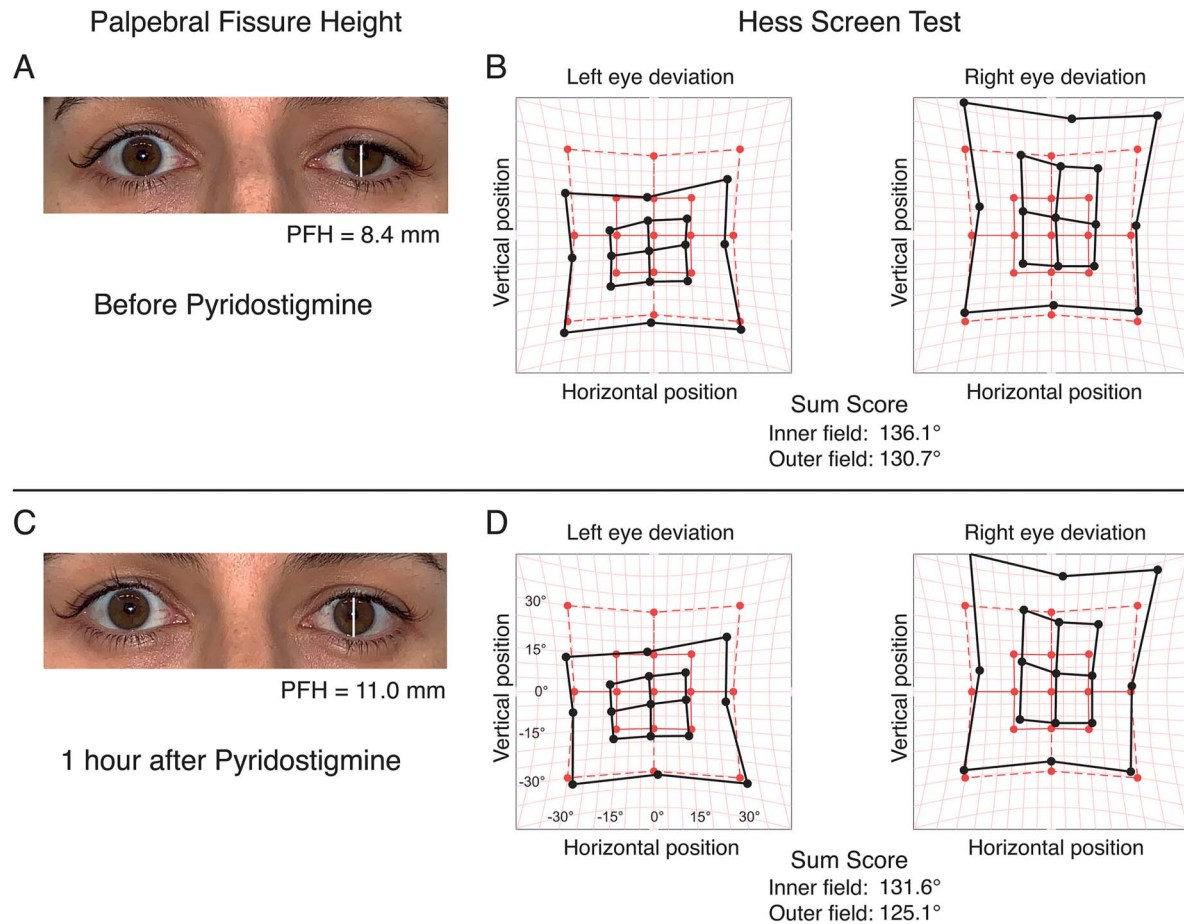 Palpebral Fissure Height
Hess Screen Test
A
PFH = 8.4 mm
Before Pyridostigmine
B
Left eye deviation
Right eye deviation
Vertical position
Vertical position
Horizontal position
Horizontal position
Sum Score
Inner field: 136.1°
Outer field: 130.7°
C
PFH = 11.0 mm
1 hour after Pyridostigmine
D
Left eye deviation
Right eye deviation
Vertical position
30°
15°
0°
-15°
-30°
-30° -15° 0° 15° 30°
Vertical position
Horizontal position
Horizontal position
Sum Score
Inner field: 131.6°
Outer field: 125.1°